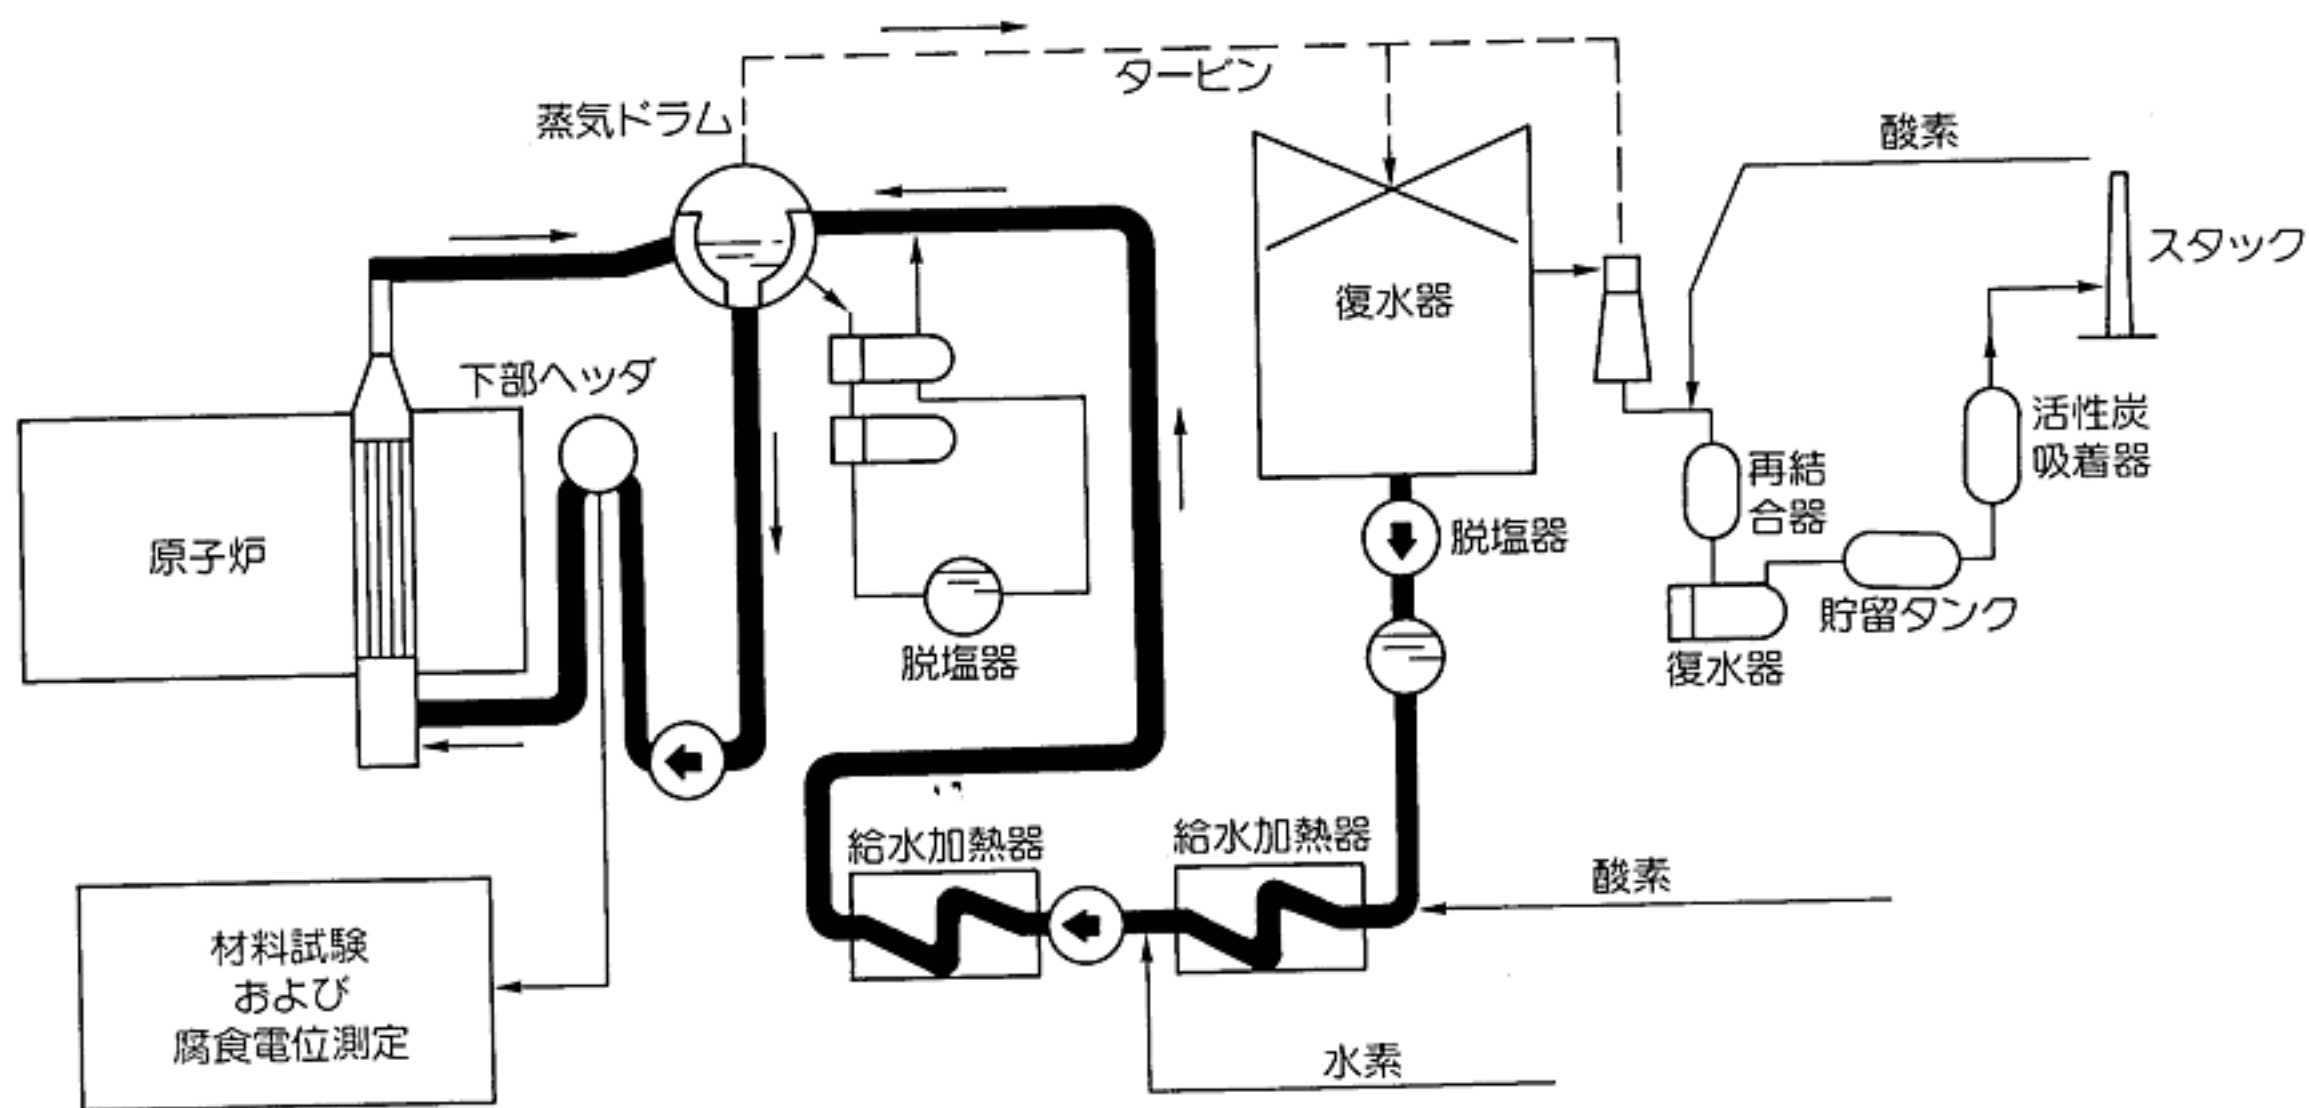 タービン
蒸気ドラム
酸素
スタック
復水器
下部ヘッダ
活性炭
吸着器
再結
合器
原子炉
脱塩器
貯留タンク
脱塩器
復水器
給水加熱器
給水加熱器
酸素
材料試験
および
腐食電位測定
水素